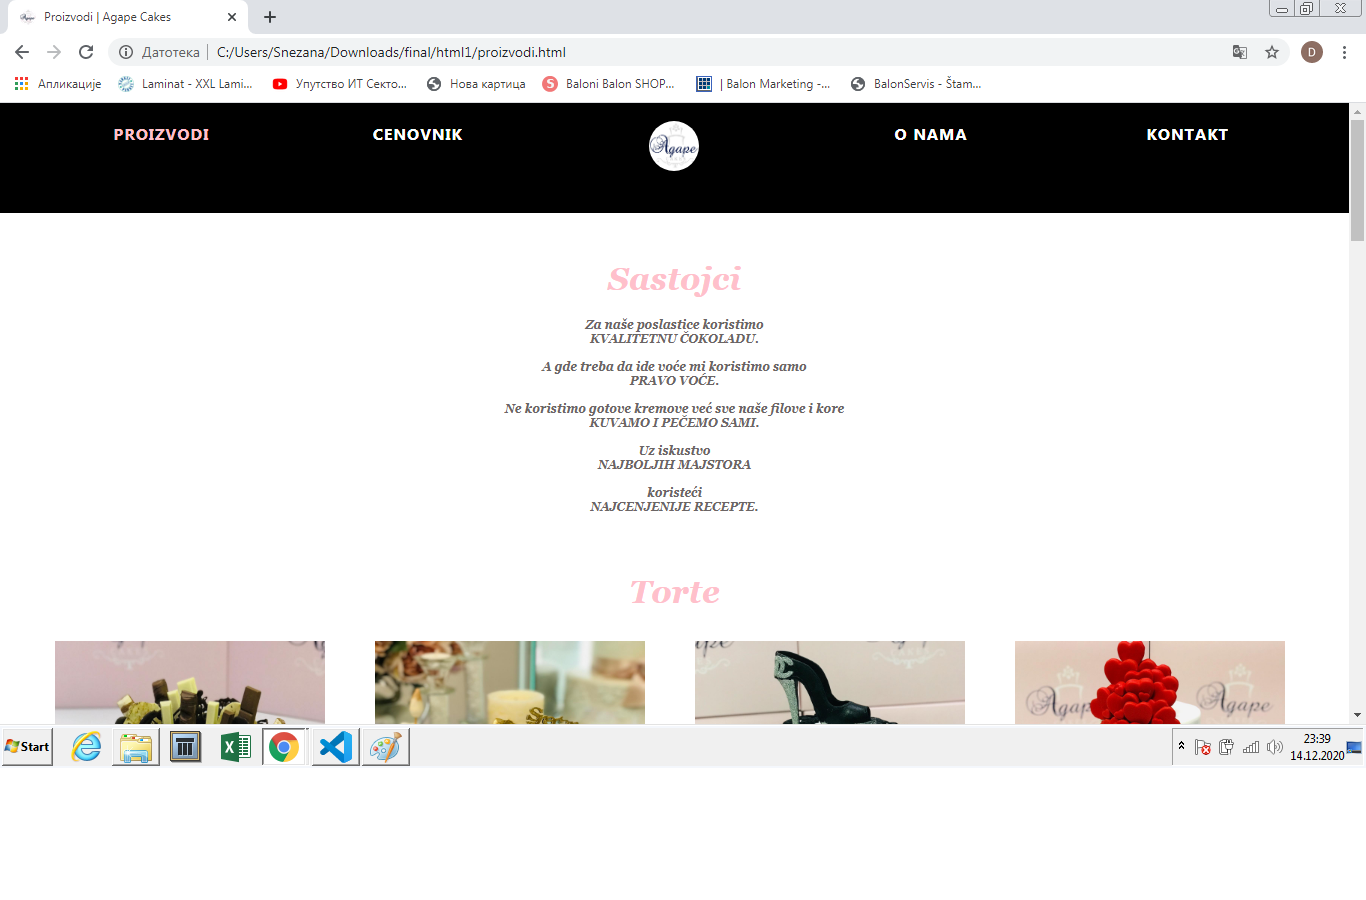 Proizvodi | Agape Cakes
Датотека | C:/Users/Snezana/Downloads/final/html1/proizvodi.html
D
Апликације
Laminat - XXL Lami...
Упутство ИТ Секто...
Нова картица
Baloni Balon SHOP...
| Balon Marketing -...
BalonServis - Štam...
PROIZVODI
CENOVNIK
Agape
O NAMA
KONTAKT
Sastojci
Za naše poslastice koristimo
KVALITETNU ČOKOLADU.
A gde treba da ide voće mi koristimo samo
PRAVO VOĆE.
Ne koristimo gotove kremove već sve naše filove i kore
KUVAMO I PEČEMO SAMI.
Uz iskustvo
NAJBOLJIH MAJSTORA
koristeći
NAJCENJENIJE RECEPTE.
Torte
Agape
Agape
Start
23:39
14.12.2020